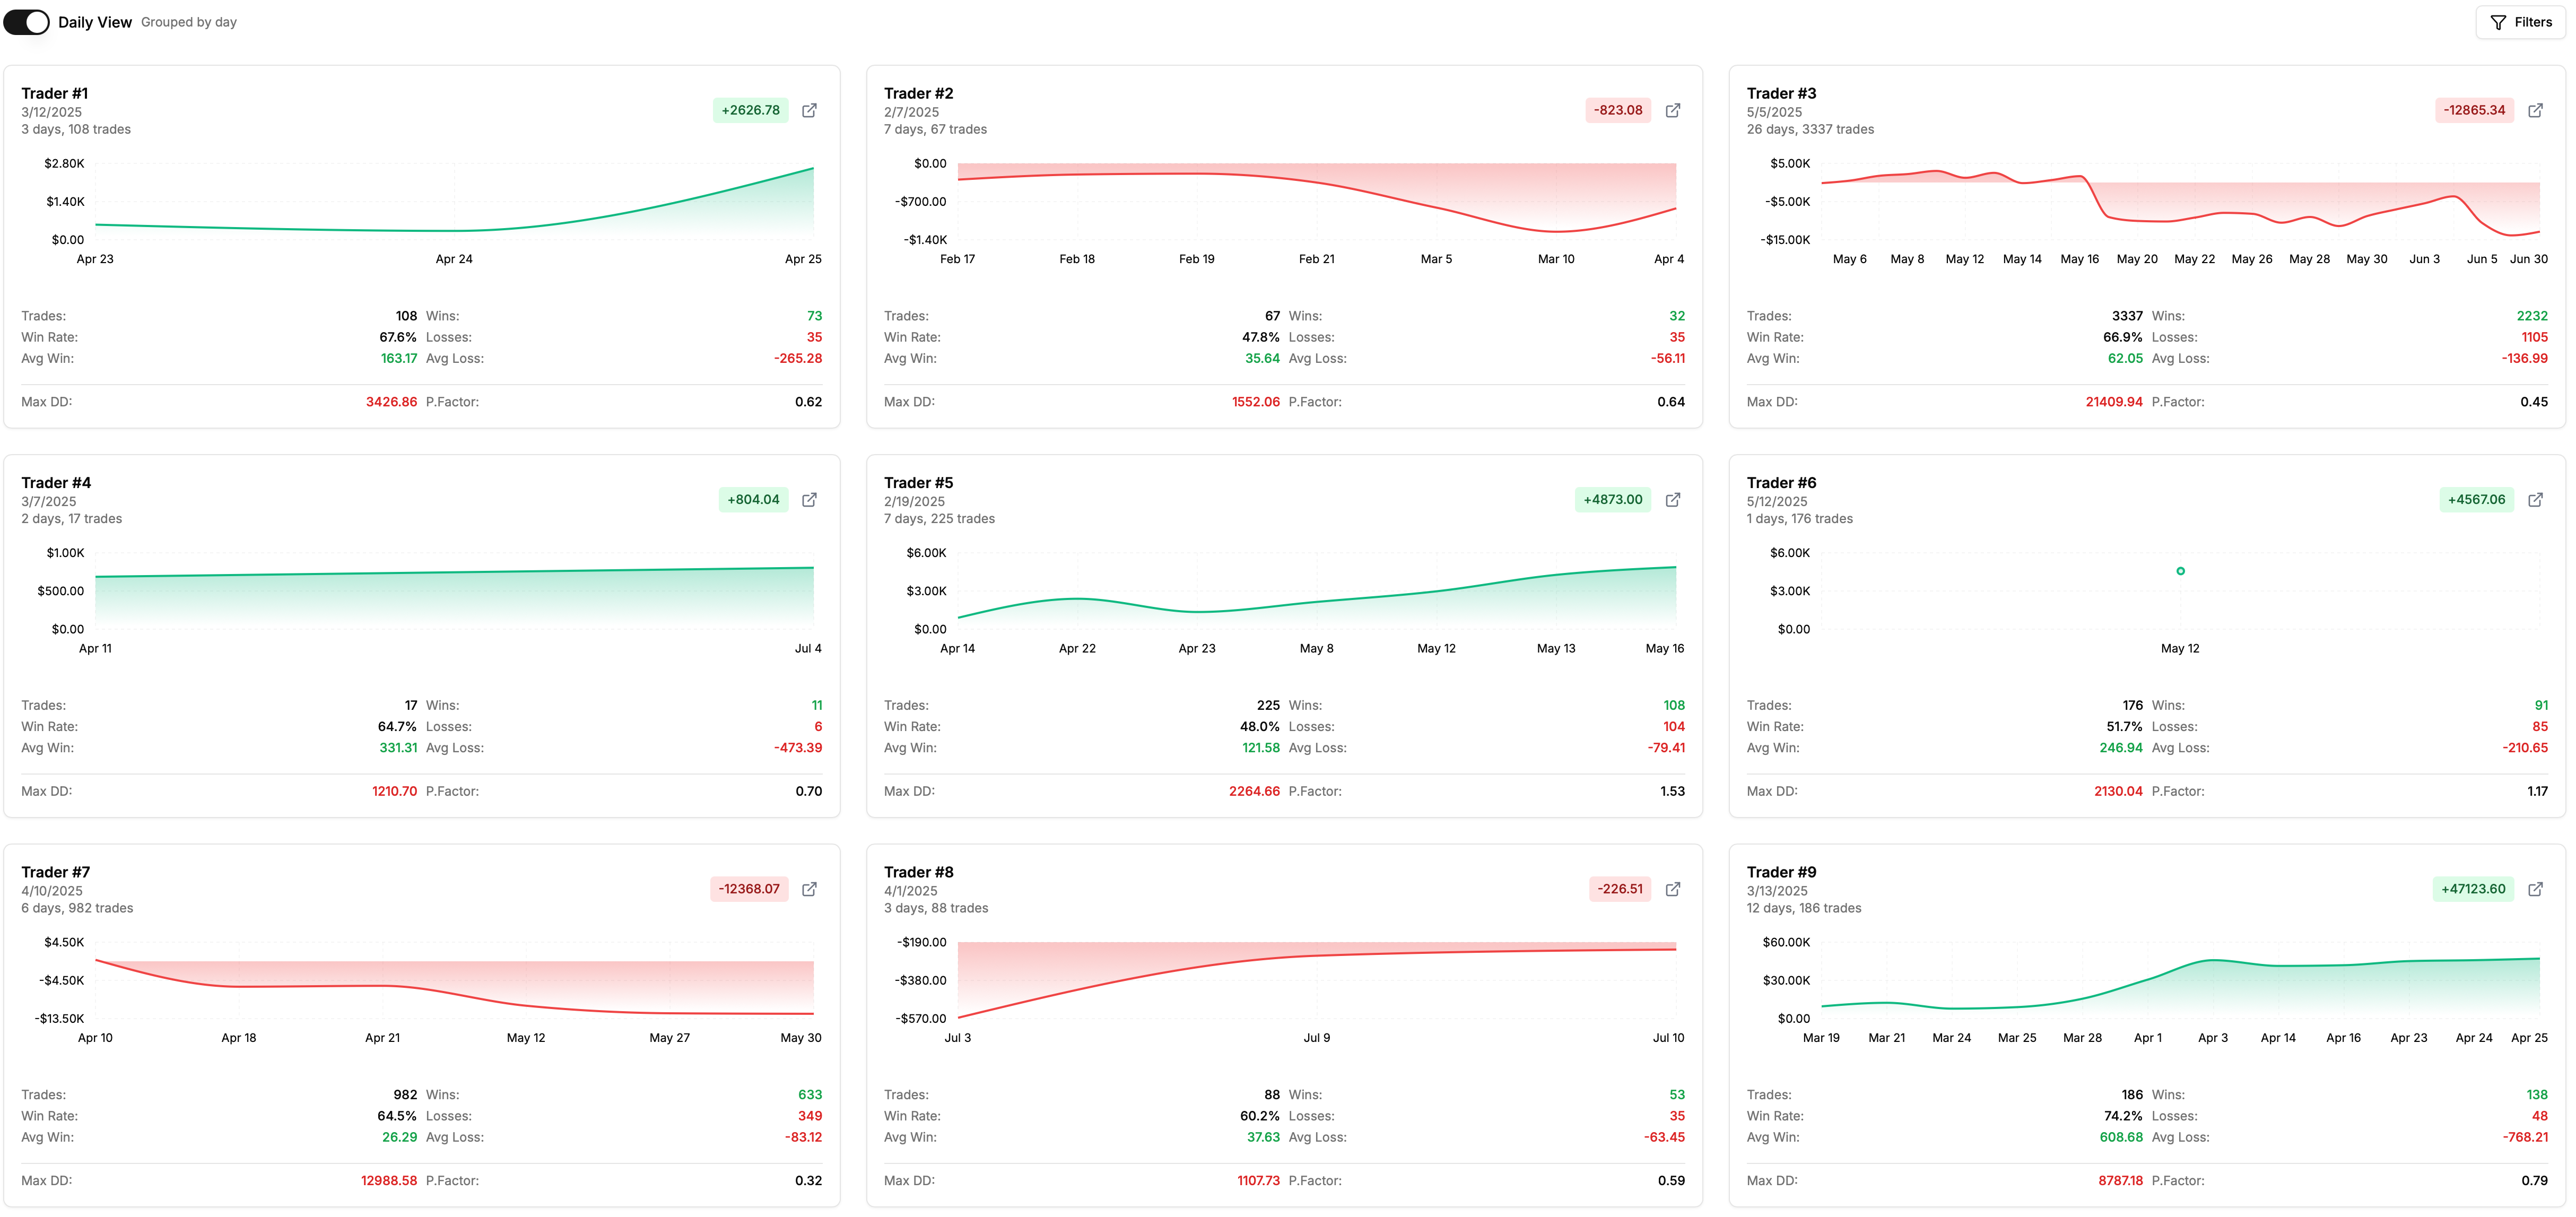 Daily View Grouped by day
Filters
Trader #1
3/12/2025
3 days, 108 trades
+2626.78
$2.80K
$1.40K
$0.00
Apr 23 Apr 24 Apr 25
Trades: 108 Wins: 73
Win Rate: 67.6% Losses: 35
Avg Win: 163.17 Avg Loss: -265.28
Max DD: 3426.86 P.Factor: 0.62
Trader #2
2/7/2025
7 days, 67 trades
-823.08
$0.00
-$700.00
-$1.40K
Feb 17 Feb 18 Feb 19 Feb 21 Mar 5 Mar 10 Apr 4
Trades: 67 Wins: 32
Win Rate: 47.8% Losses: 35
Avg Win: 35.64 Avg Loss: -56.11
Max DD: 1552.06 P.Factor: 0.64
Trader #3
5/5/2025
26 days, 3337 trades
-12865.34
$5.00K
-$5.00K
-$15.00K
May 6 May 8 May 12 May 14 May 16 May 20 May 22 May 26 May 28 May 30 Jun 3 Jun 5 Jun 30
Trades: 3337 Wins: 2232
Win Rate: 66.9% Losses: 1105
Avg Win: 62.05 Avg Loss: -136.99
Max DD: 21409.94 P.Factor: 0.45
Trader #4
3/7/2025
2 days, 17 trades
+804.04
$1.00K
$500.00
$0.00
Apr 11 Jul 4
Trades: 17 Wins: 11
Win Rate: 64.7% Losses: 6
Avg Win: 331.31 Avg Loss: -473.39
Max DD: 1210.70 P.Factor: 0.70
Trader #5
2/19/2025
7 days, 225 trades
+4873.00
$6.00K
$3.00K
$0.00
Apr 14 Apr 22 Apr 23 May 8 May 12 May 13 May 16
Trades: 225 Wins: 108
Win Rate: 48.0% Losses: 104
Avg Win: 121.58 Avg Loss: -79.41
Max DD: 2264.66 P.Factor: 1.53
Trader #6
5/12/2025
1 days, 176 trades
+4567.06
$6.00K
$3.00K
$0.00
May 12
Trades: 176 Wins: 91
Win Rate: 51.7% Losses: 85
Avg Win: 246.94 Avg Loss: -210.65
Max DD: 2130.04 P.Factor: 1.17
Trader #7
4/10/2025
6 days, 982 trades
-12368.07
$4.50K
-$4.50K
-$13.50K
Apr 10 Apr 18 Apr 21 May 12 May 27 May 30
Trades: 982 Wins: 633
Win Rate: 64.5% Losses: 349
Avg Win: 26.29 Avg Loss: -83.12
Max DD: 12988.58 P.Factor: 0.32
Trader #8
4/1/2025
3 days, 88 trades
-226.51
-$190.00
-$380.00
-$570.00
Jul 3 Jul 9 Jul 10
Trades: 88 Wins: 53
Win Rate: 60.2% Losses: 35
Avg Win: 37.63 Avg Loss: -63.45
Max DD: 1107.73 P.Factor: 0.59
Trader #9
3/13/2025
12 days, 186 trades
+47123.60
$60.00K
$30.00K
$0.00
Mar 19 Mar 21 Mar 24 Mar 25 Mar 28 Apr 1 Apr 3 Apr 14 Apr 16 Apr 23 Apr 24 Apr 25
Trades: 186 Wins: 138
Win Rate: 74.2% Losses: 48
Avg Win: 608.68 Avg Loss: -768.21
Max DD: 8787.18 P.Factor: 0.79